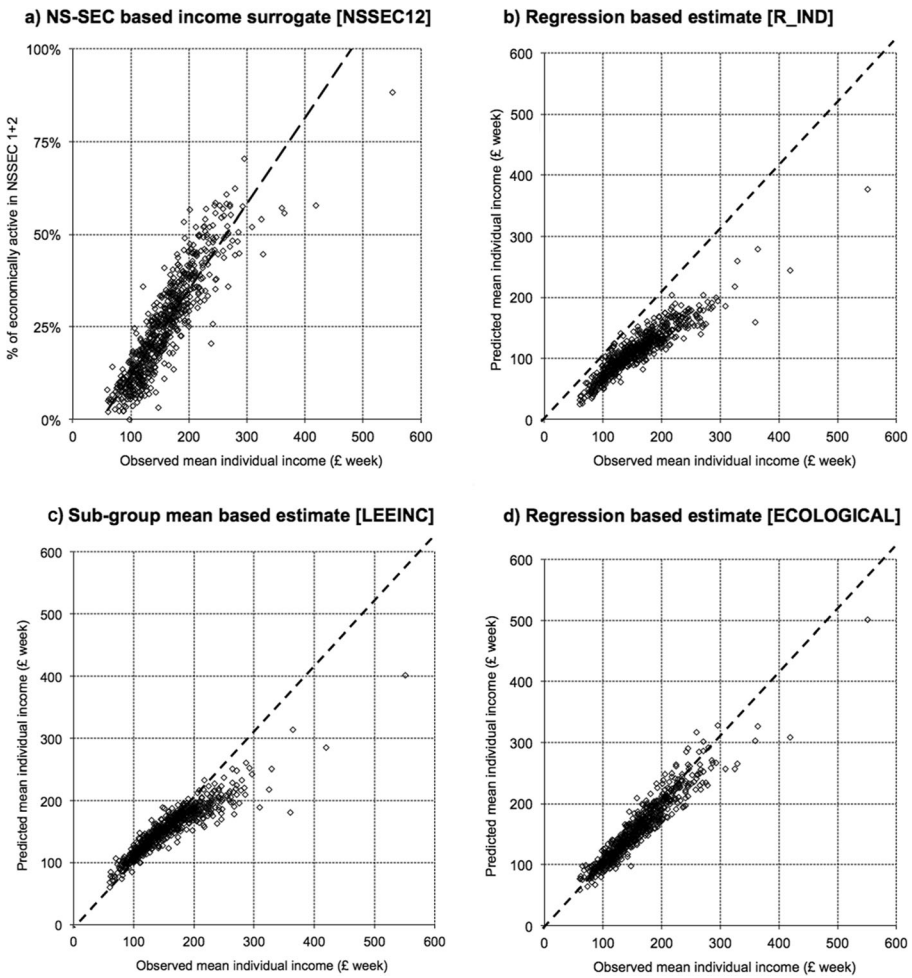 a) NS-SEC based income surrogate [NSSEC12]
100%
75%
50%
25%
0%
% of economically active in NSSEC 1+2
0 100 200 300 400 500 600
Observed mean individual income (£ week)
b) Regression based estimate [R_IND]
600
500
400
300
200
100
0
Predicted mean individual income (£ week)
0 100 200 300 400 500 600
Observed mean individual income (£ week)
c) Sub-group mean based estimate [LEEINC]
600
500
400
300
200
100
0
Predicted mean individual income (£ week)
0 100 200 300 400 500 600
Observed mean individual income (£ week)
d) Regression based estimate [ECOLOGICAL]
600
500
400
300
200
100
0
Predicted mean individual income (£ week)
0 100 200 300 400 500 600
Observed mean individual income (£ week)